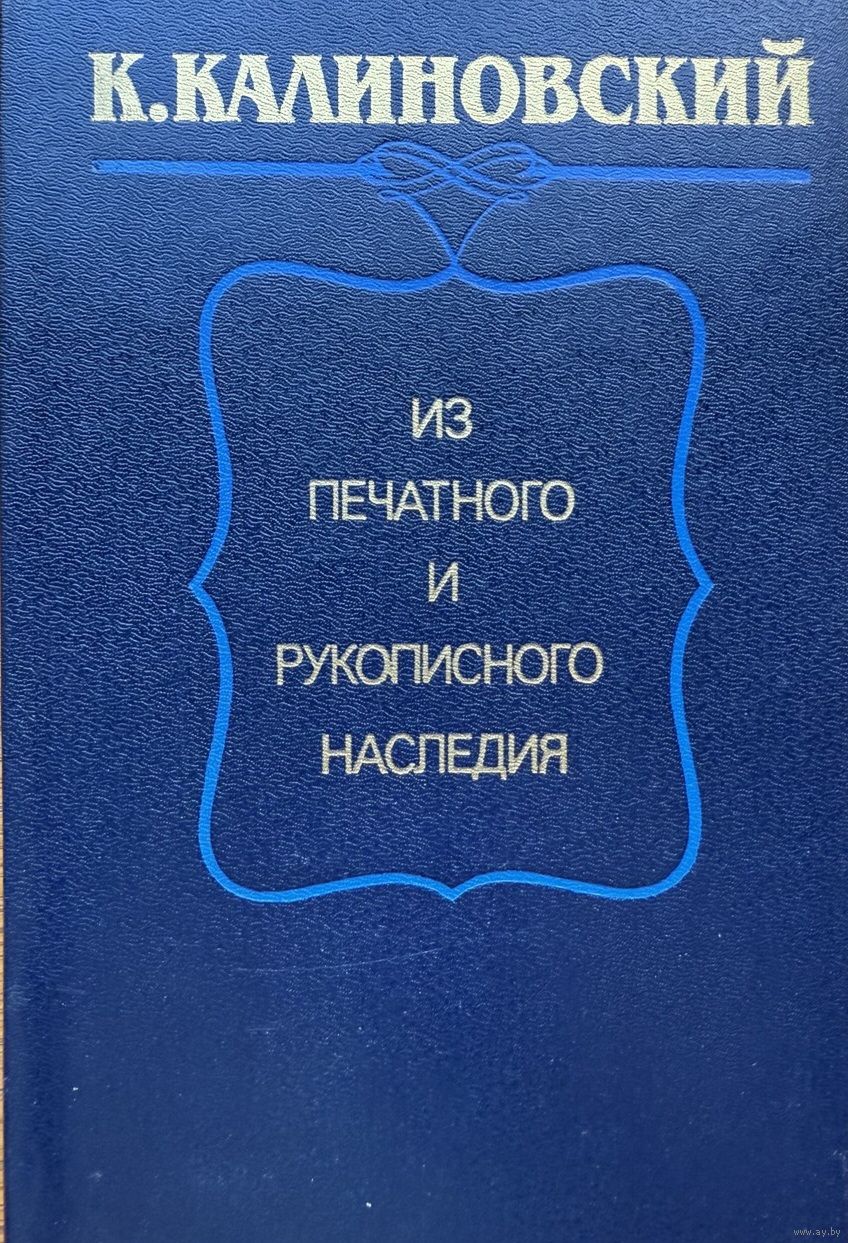 К.КАЛИНОВСКИЙ
ИЗ
ПЕЧАТНОГО
И
РУКОПИСНОГО
НАСЛЕДИЯ
www.ay.by